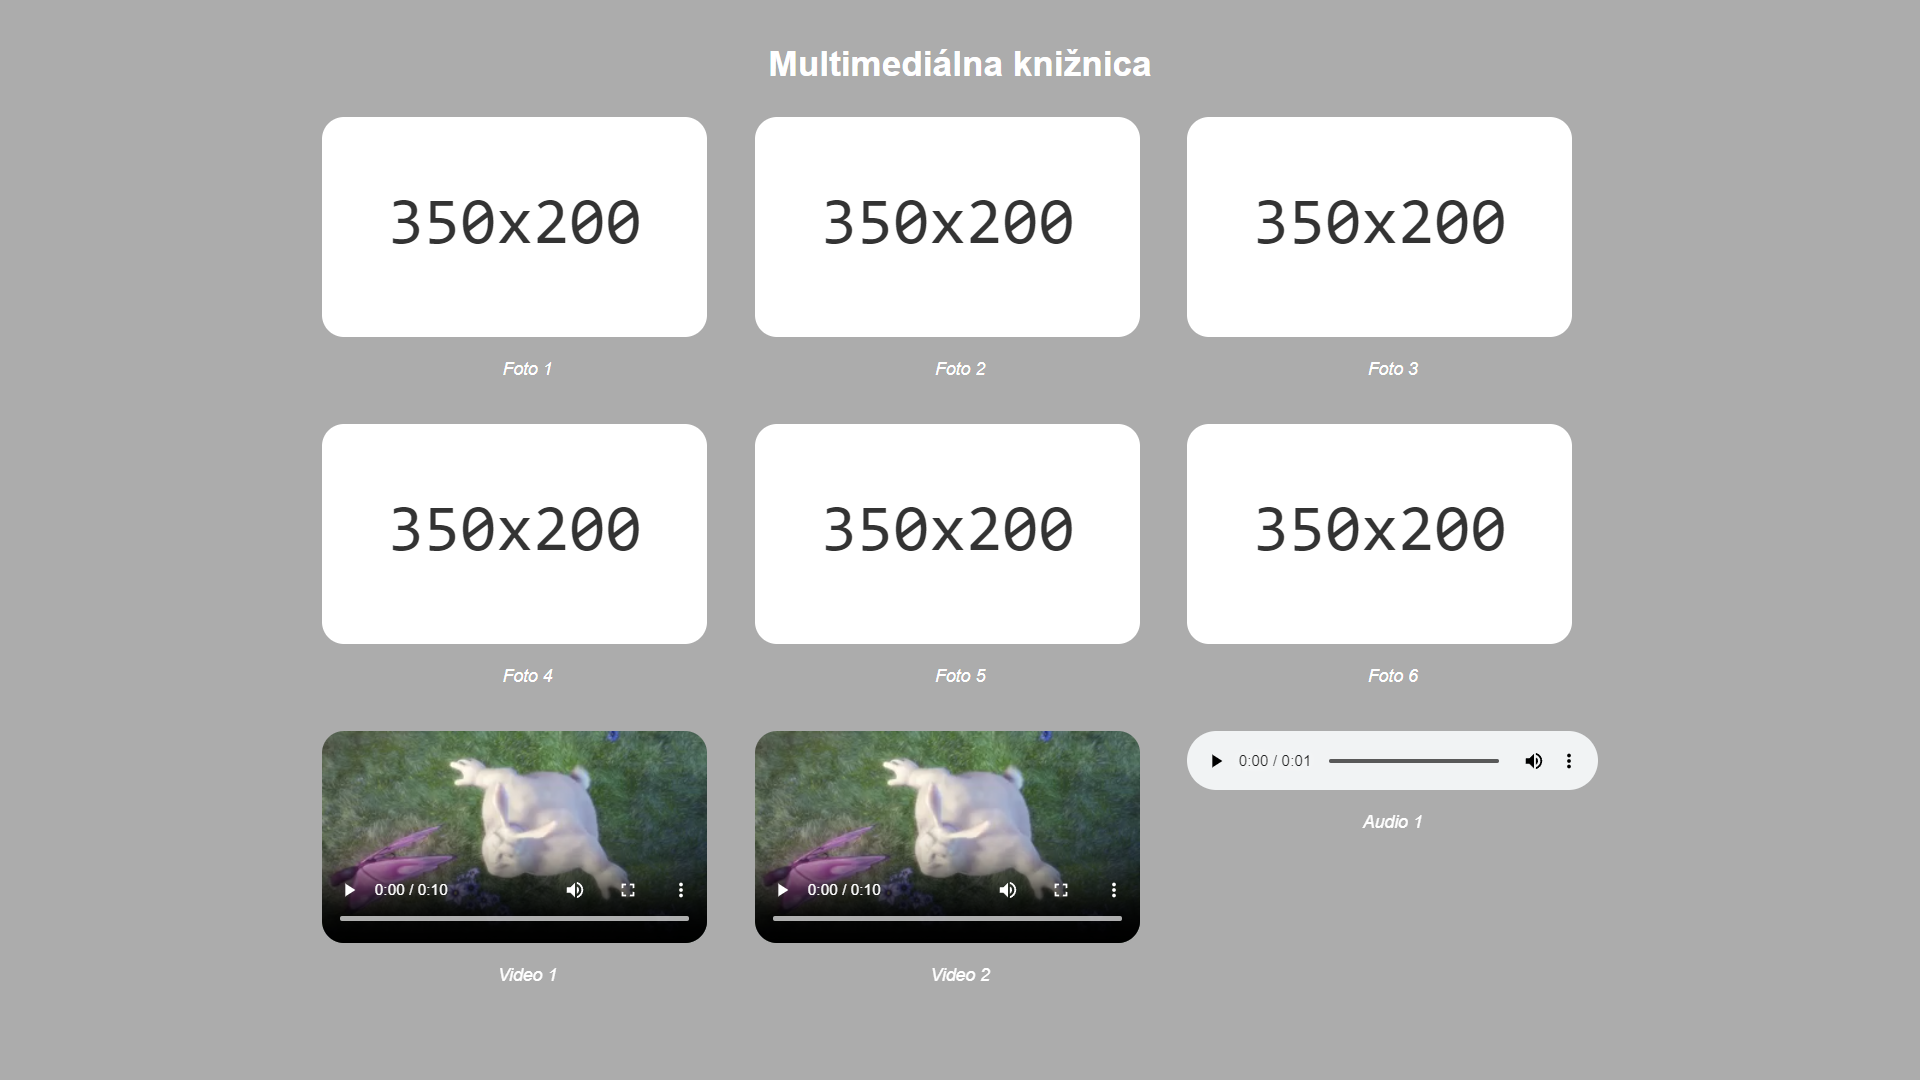 Multimediálna knižnica
350x200
350x200
350x200
Foto 1
Foto 2
Foto 3
350x200
350x200
350x200
Foto 4
Foto 5
Foto 6
0:00 / 0:10
0:00 / 0:10
0:00 / 0:01
Audio 1
Video 1
Video 2